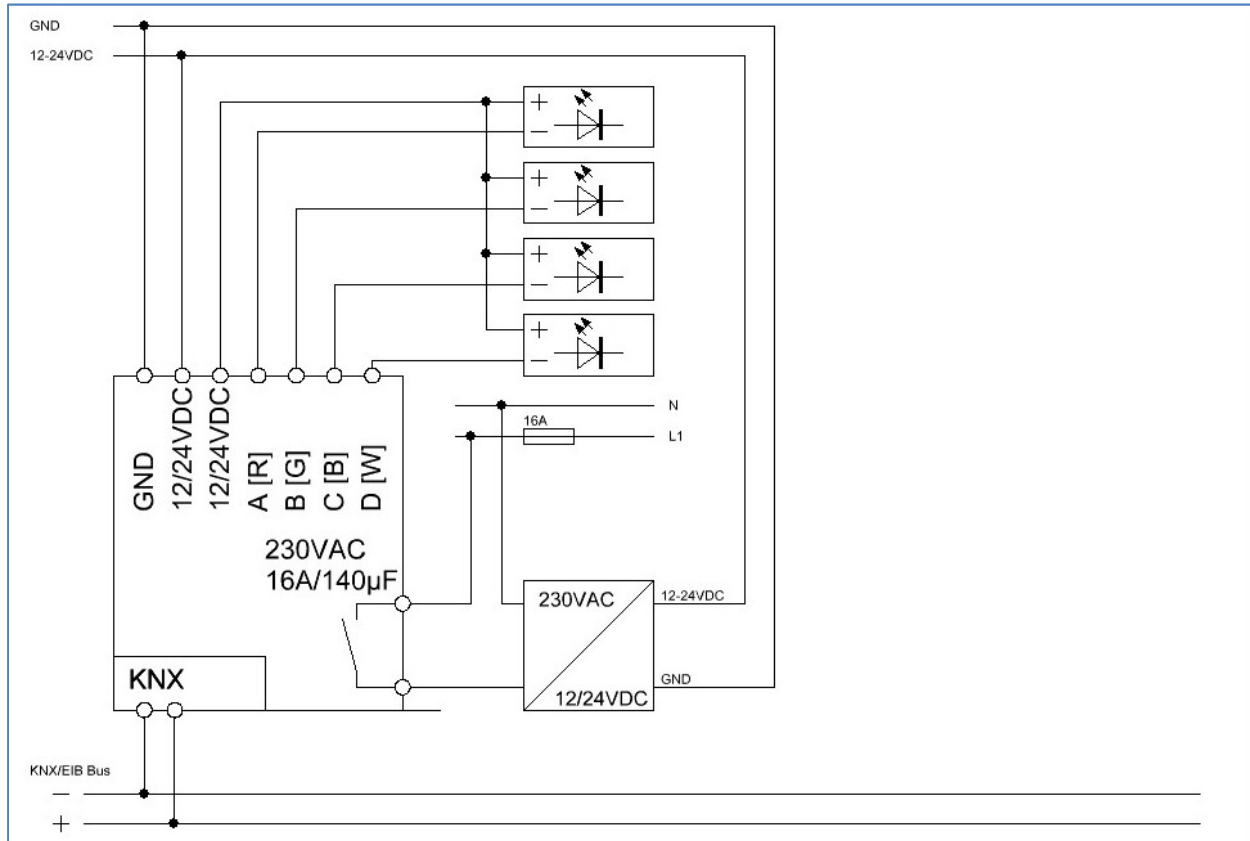 GND
12-24VDC
+
−
+
−
+
−
+
−
N
16A
L1
GND
12/24VDC
12/24VDC
A [R]
B [G]
C [B]
D [W]
230VAC
16A/140µF
230VAC
12-24VDC
GND
12/24VDC
KNX
KNX/EIB Bus
−
+